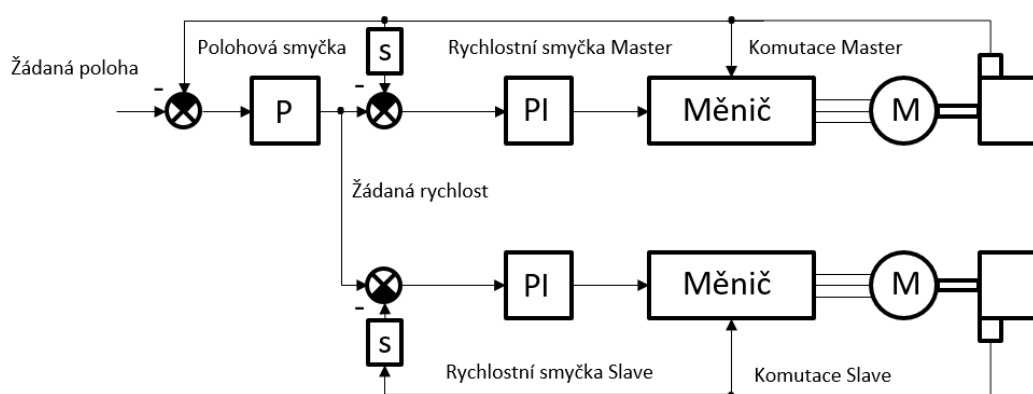 Polohová smyčka
s
Rychlostní smyčka Master
Komutace Master
Žádaná poloha
-
-
P
PI
Měnič
M
Žádaná rychlost
PI
Měnič
M
-
s
Rychlostní smyčka Slave
Komutace Slave